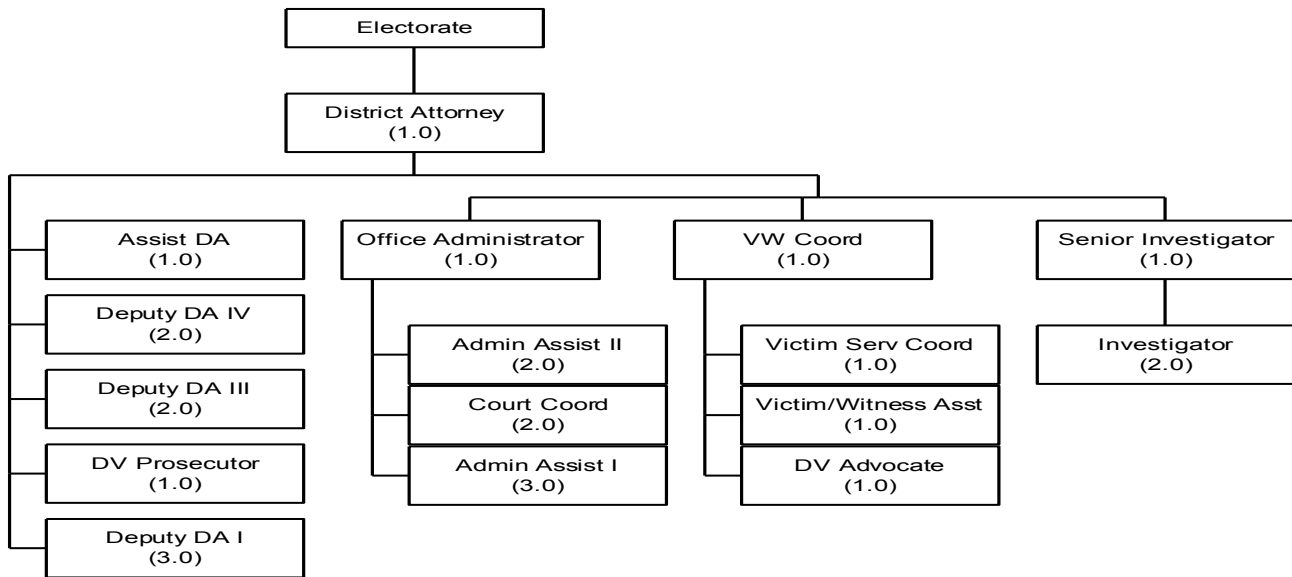 Electorate
District Attorney
(1.0)
Assist DA
(1.0)
Deputy DA IV
(2.0)
Deputy DA III
(2.0)
DV Prosecutor
(1.0)
Deputy DA I
(3.0)
Office Administrator
(1.0)
Admin Assist II
(2.0)
Court Coord
(2.0)
Admin Assist I
(3.0)
VW Coord
(1.0)
Victim Serv Coord
(1.0)
Victim/Witness Asst
(1.0)
DV Advocate
(1.0)
Senior Investigator
(1.0)
Investigator
(2.0)